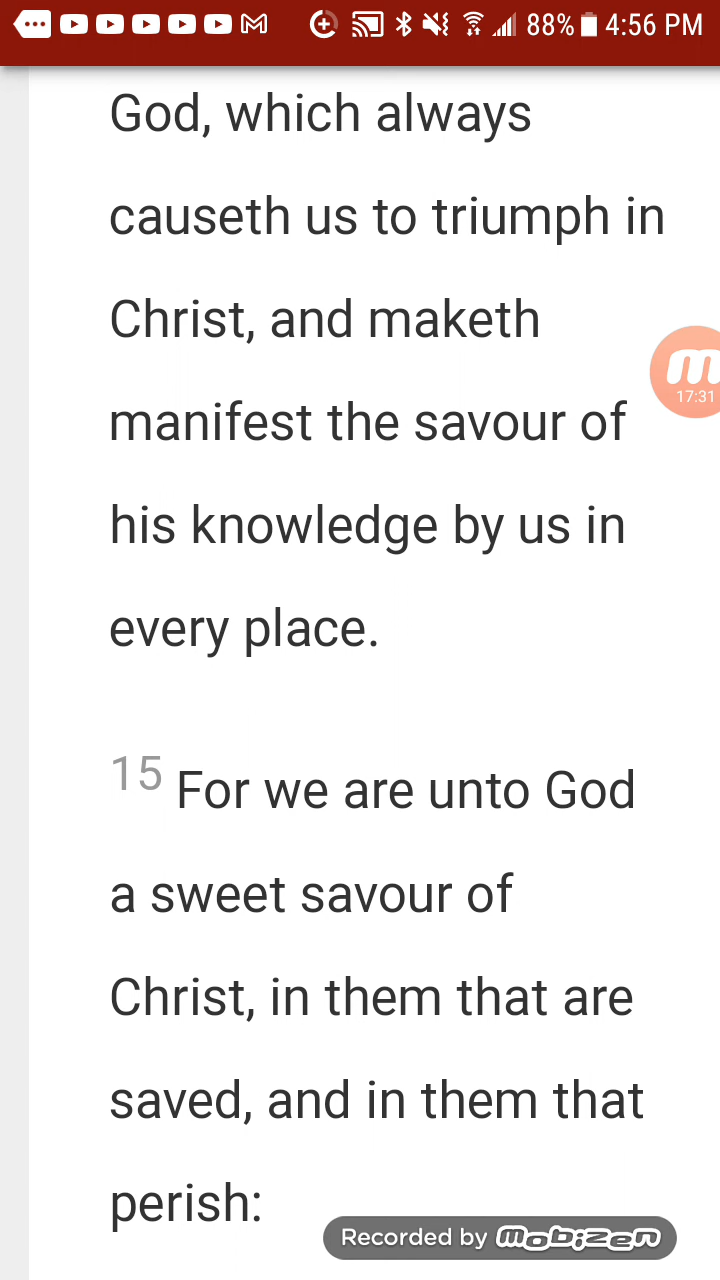 88% 4:56 PM
God, which always
causeth us to triumph in
Christ, and maketh
m
17:31
manifest the savour of
his knowledge by us in
every place.
15 For we are unto God
a sweet savour of
Christ, in them that are
saved, and in them that
perish:
Recorded by mobizen